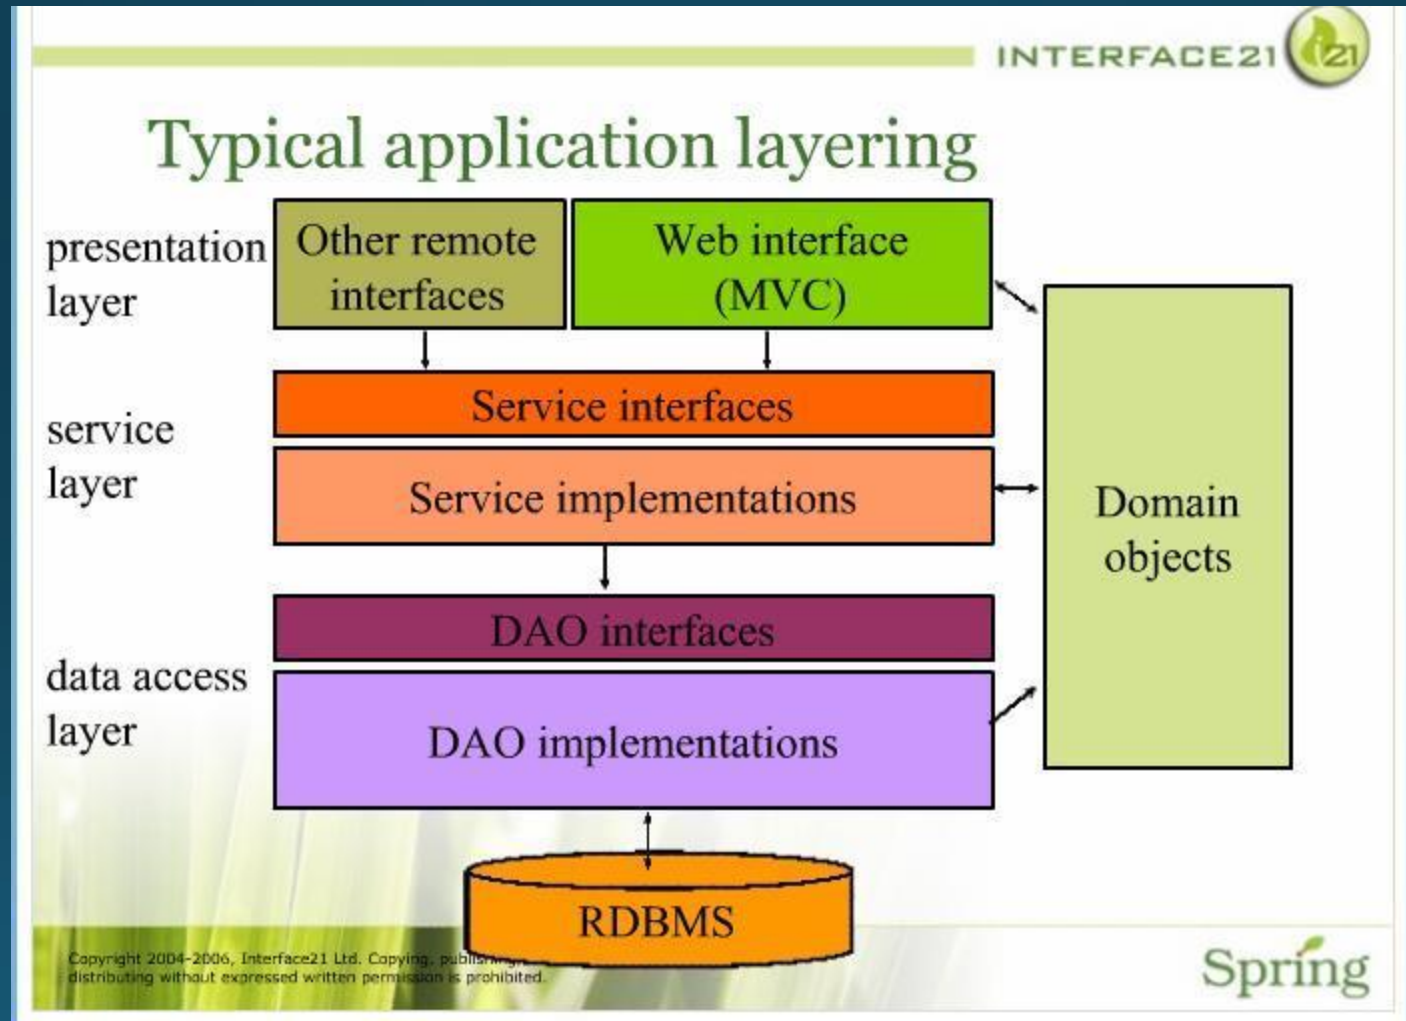 INTERFACE21
i21
Typical application layering
presentation
layer
Other remote
interfaces
Web interface
(MVC)
Service interfaces
service
layer
Service implementations
Domain
objects
DAO interfaces
data access
layer
DAO implementations
RDBMS
Copyright 2004-2006, Interface21 Ltd. Copying, publishing,
distributing without expressed written permission is prohibited.
Spring